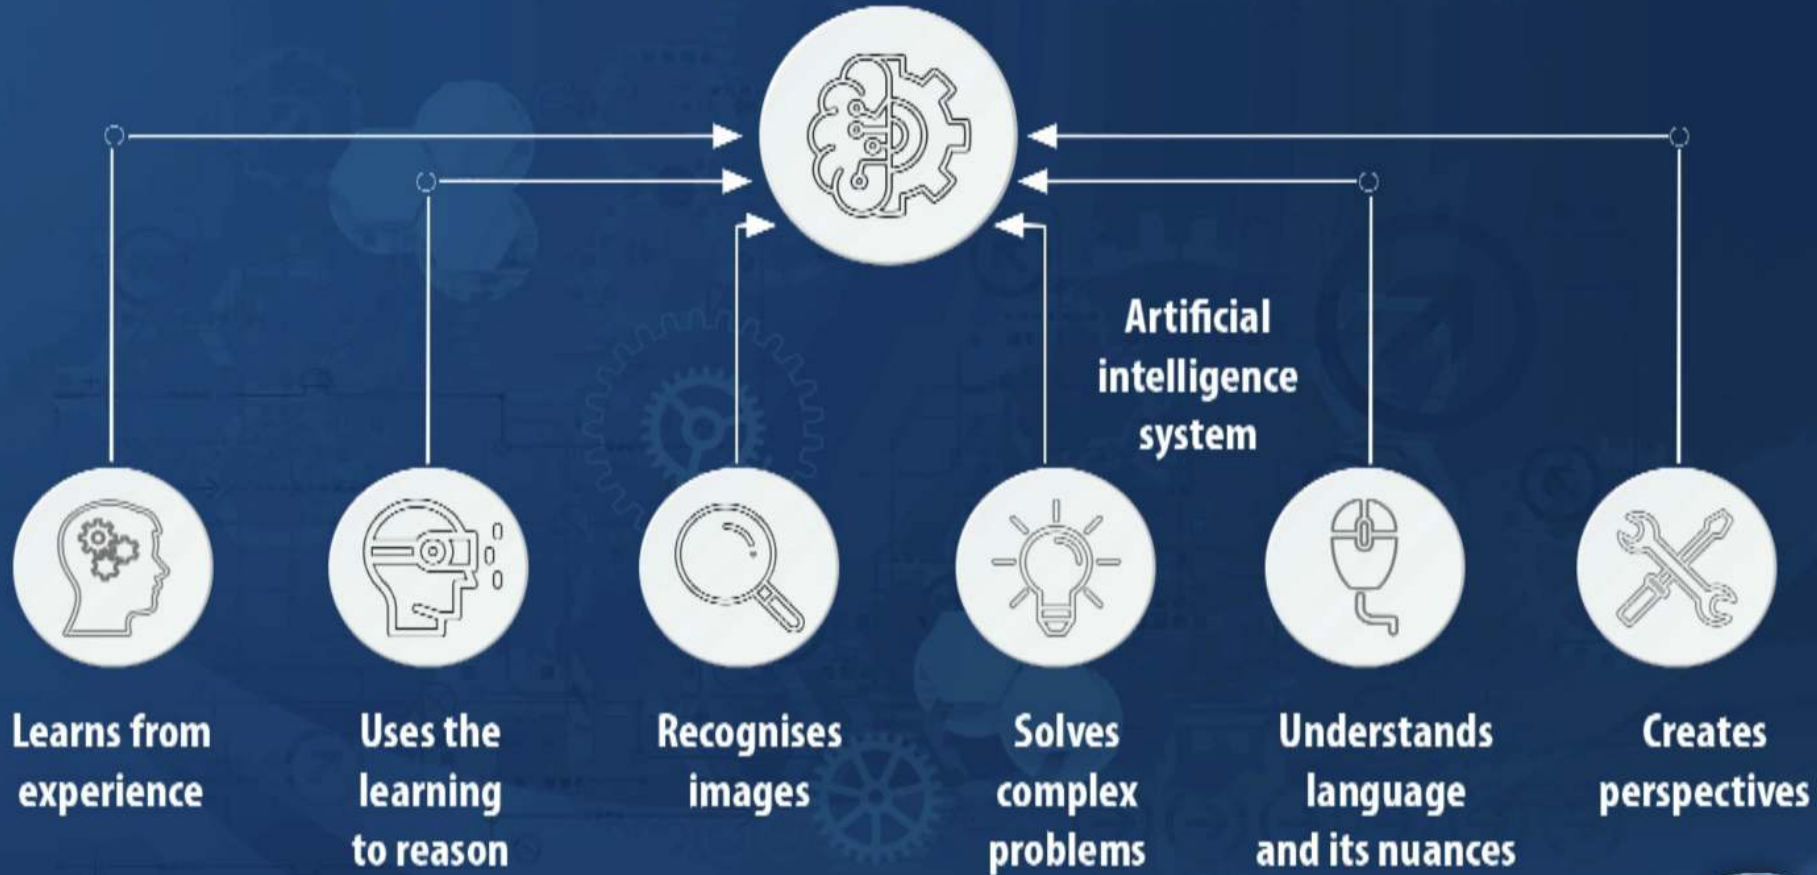 Artificial
intelligence
system
Learns from
experience
Uses the
learning
to reason
Recognises
images
Solves
complex
problems
Understands
language
and its nuances
Creates
perspectives